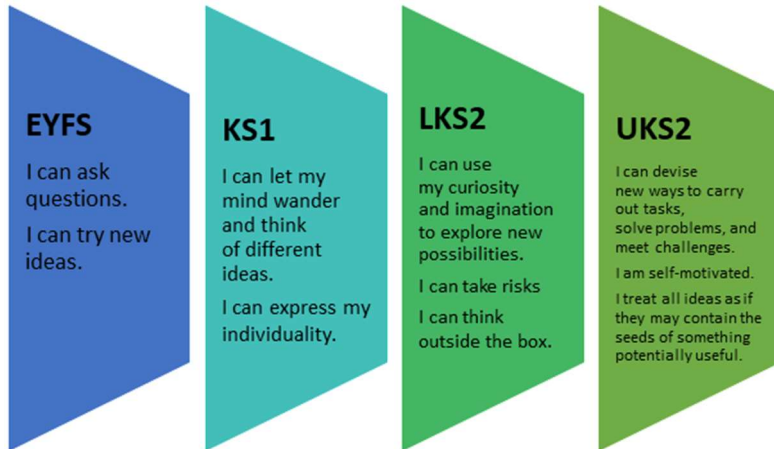 EYFS
I can ask
questions.
I can try new
ideas.
KS1
I can let my
mind wander
and think
of different
ideas.
I can express my
individuality.
LKS2
I can use
my curiosity
and imagination
to explore new
possibilities.
I can take risks
I can think
outside the box.
UKS2
I can devise
new ways to carry
out tasks,
solve problems, and
meet challenges.
I am self-motivated.
I treat all ideas as if
they may contain the
seeds of something
potentially useful.